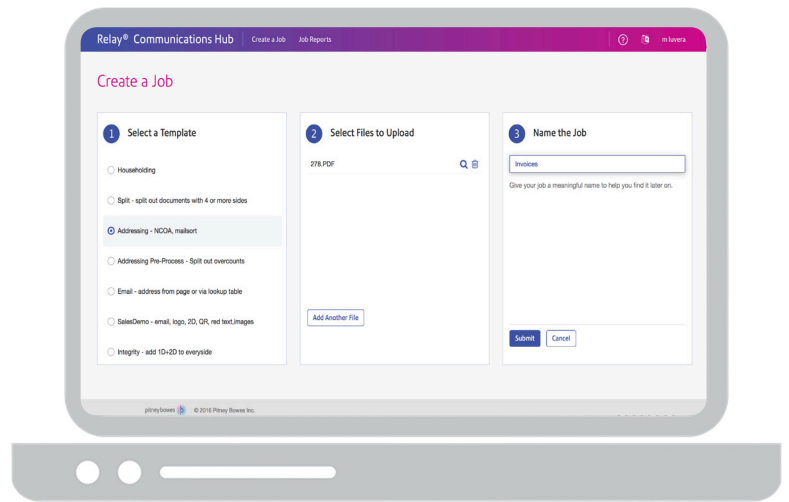 Relay® Communications Hub
Create a Job
Job Reports
m luvera
Create a Job
1 Select a Template
Householding
Split - split out documents with 4 or more sides
Addressing - NCOA, mailsort
Addressing Pre-Process - Split out overcounts
Email - address from page or via lookup table
SalesDemo - email, logo, 2D, QR, red text,images
Integrity - add 1D+2D to everyside
2 Select Files to Upload
278.PDF
Add Another File
3 Name the Job
Invoices
Give your job a meaningful name to help you find it later on.
Submit
Cancel
pitney bowes
© 2016 Pitney Bowes Inc.